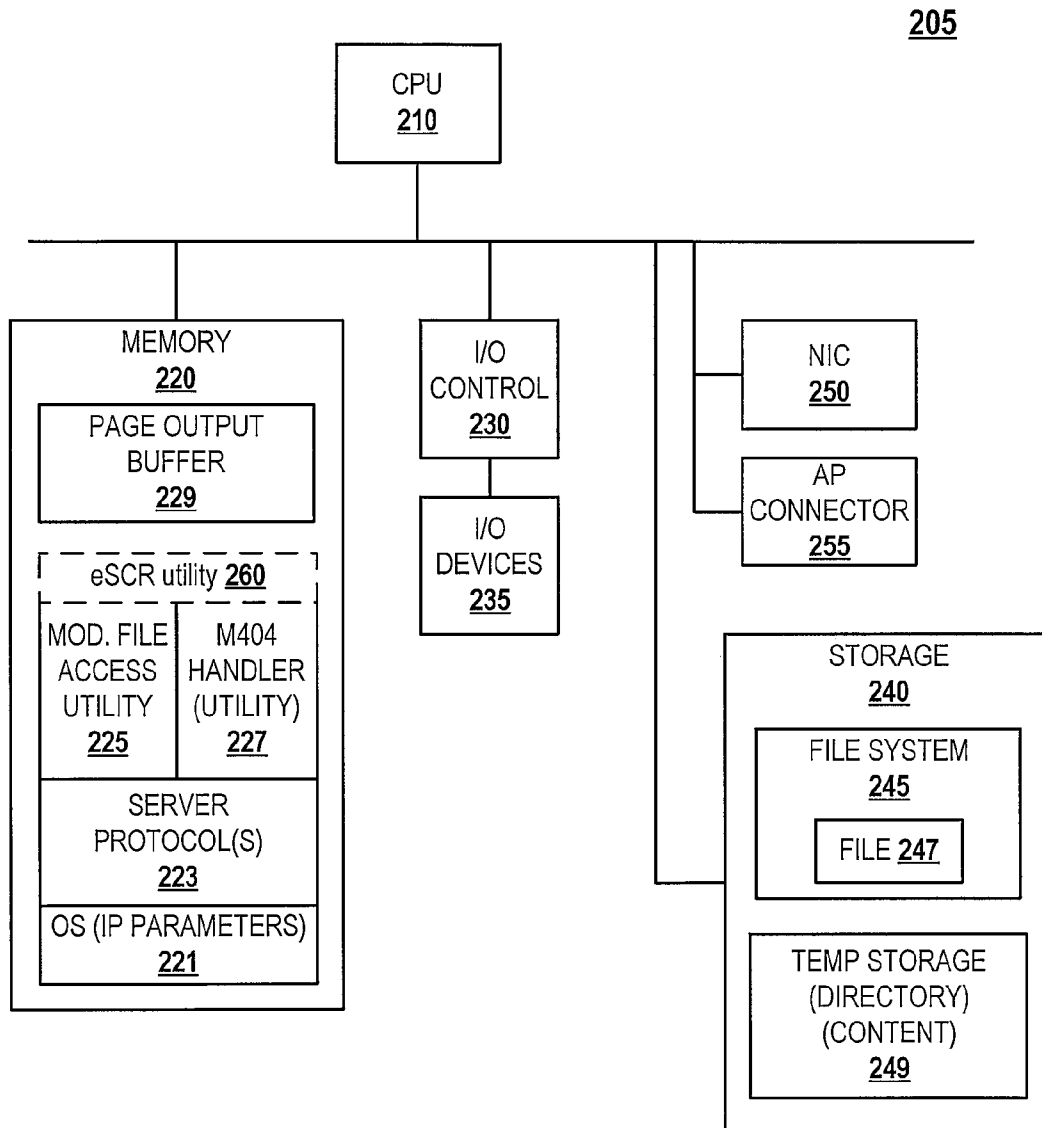 205
CPU
210
MEMORY
220
PAGE OUTPUT
BUFFER
229
eSCR utility 260
MOD. FILE
ACCESS
UTILITY
225
M404
HANDLER
(UTILITY)
227
SERVER
PROTOCOL(S)
223
OS (IP PARAMETERS)
221
I/O
CONTROL
230
I/O
DEVICES
235
NIC
250
AP
CONNECTOR
255
STORAGE
240
FILE SYSTEM
245
FILE 247
TEMP STORAGE
(DIRECTORY)
(CONTENT)
249